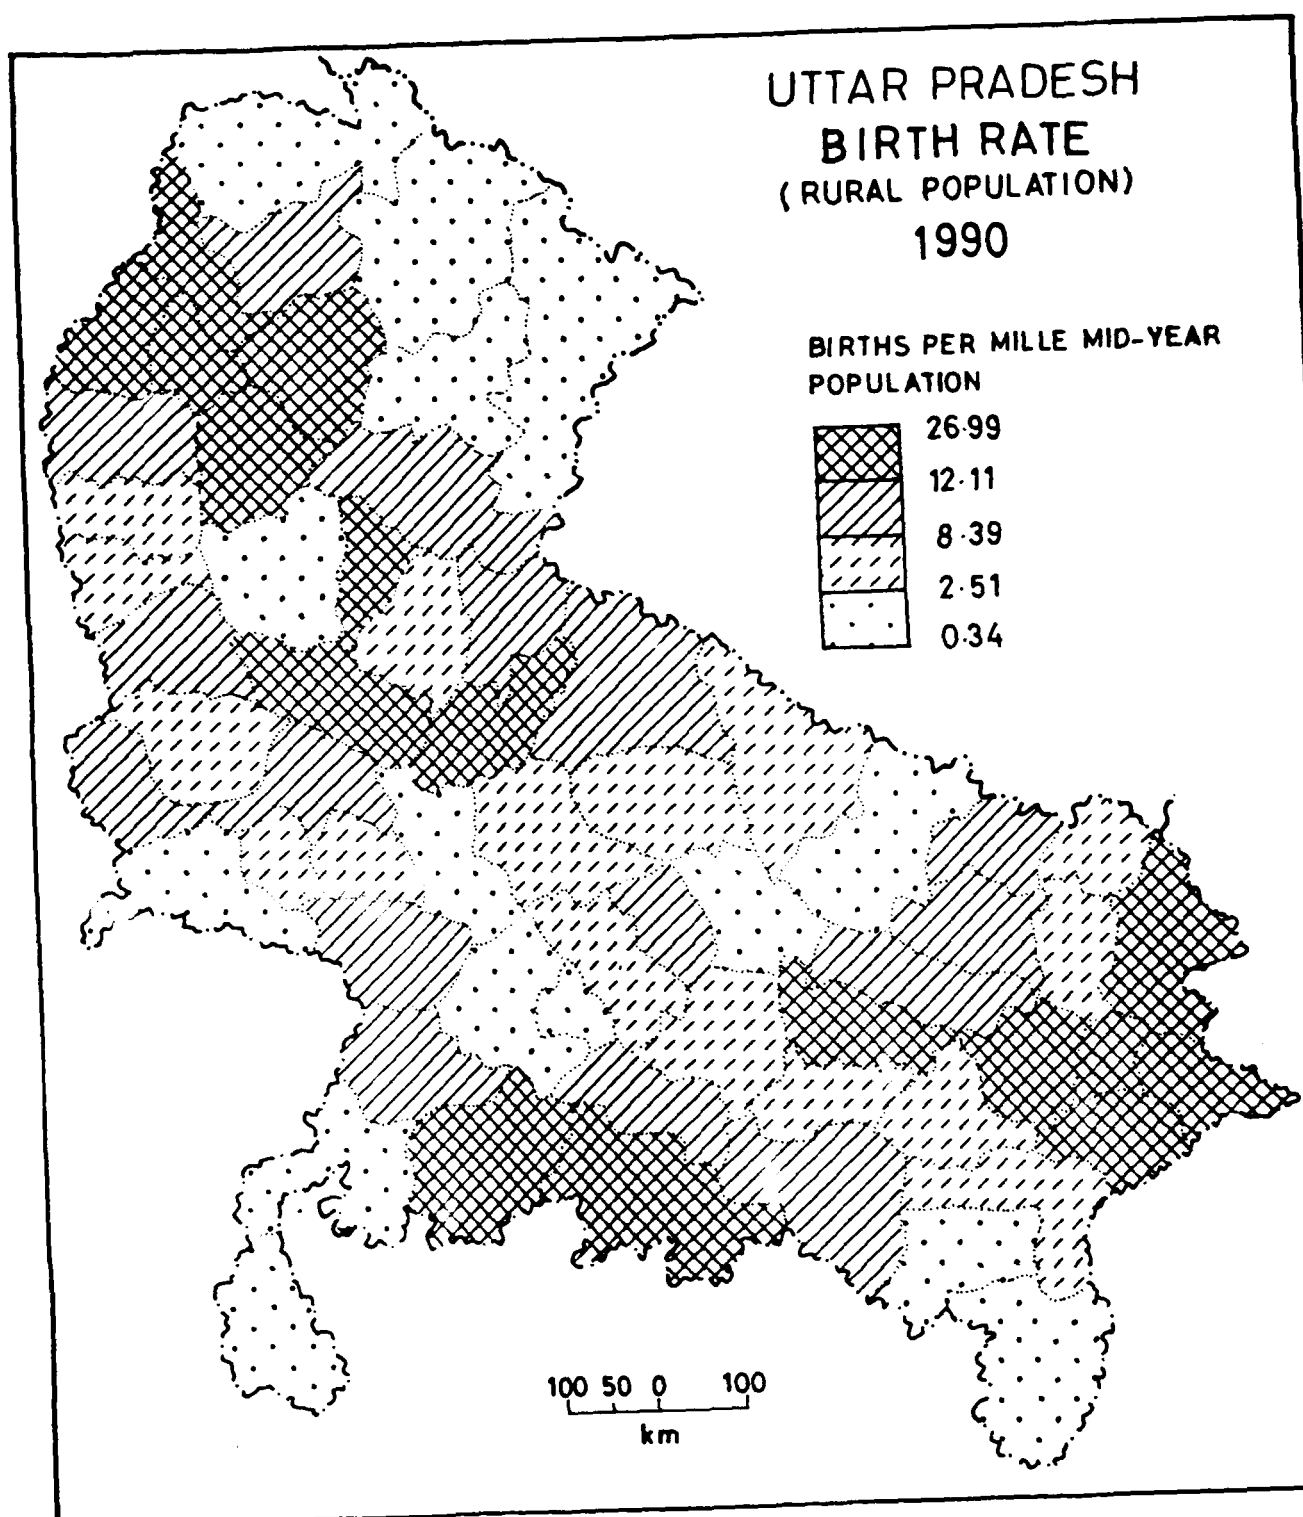 UTTAR PRADESH
BIRTH RATE
(RURAL POPULATION)
1990
BIRTHS PER MILLE MID-YEAR
POPULATION
26·99
12·11
8·39
2·51
0·34
100 50 0 100
km